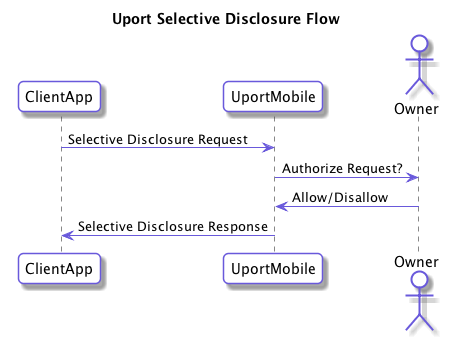 Uport Selective Disclosure Flow
Owner
ClientApp
UportMobile
Selective Disclosure Request
Authorize Request?
Allow/Disallow
Selective Disclosure Response
ClientApp
UportMobile
Owner